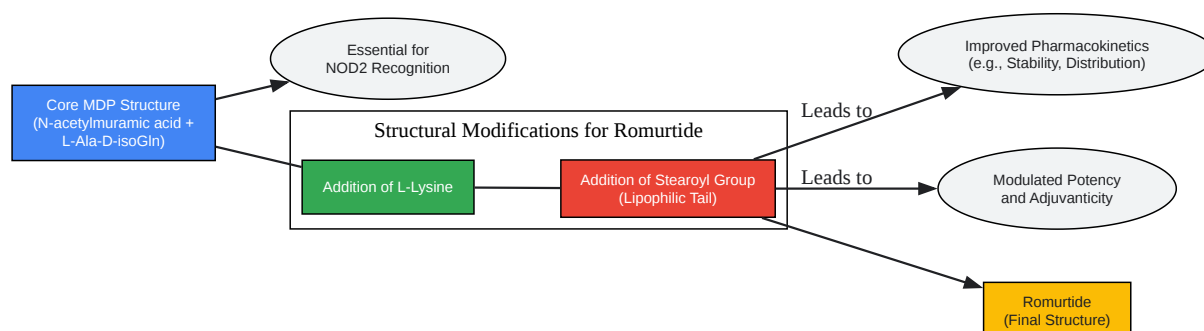 Essential for
NOD2 Recognition
Improved Pharmacokinetics
(e.g., Stability, Distribution)
Core MDP Structure
(N-acetylmuramic acid +
L-Ala-D-isoGln)
Leads to
Structural Modifications for Romurtide
Addition of L-Lysine
Addition of Stearoyl Group
(Lipophilic Tail)
Leads to
Modulated Potency
and Adjuvanticity
Romurtide
(Final Structure)